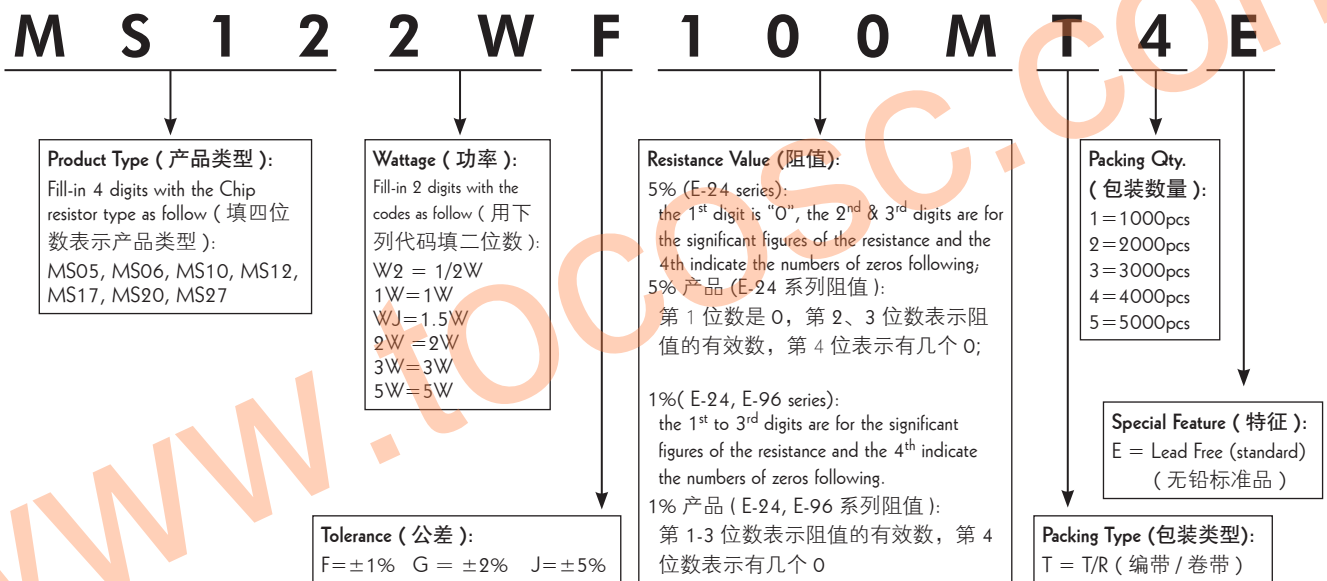 M S 1 2 2 W F 1 0 0 M T 4 E
Product Type ( 产品类型 ):
Fill-in 4 digits with the Chip
resistor type as follow ( 填四位
数表示产品类型 ):
MS05, MS06, MS10, MS12,
MS17, MS20, MS27
Wattage ( 功率 ):
Fill-in 2 digits with the
codes as follow ( 用下
列代码填二位数 ):
W2 = 1/2W
1W=1W
WJ=1.5W
2W =2W
3W=3W
5W=5W
Tolerance ( 公差 ):
F=±1% G = ±2% J=±5%
Resistance Value (阻值):
5% (E-24 series):
the 1st digit is “0”, the 2nd & 3rd digits are for
the significant figures of the resistance and the
4th indicate the numbers of zeros following;
5% 产品 (E-24 系列阻值 ):
第 1 位数是 0，第 2、3 位数表示阻
值的有效数，第 4 位表示有几个 0;
1%( E-24, E-96 series):
the 1st to 3rd digits are for the significant
figures of the resistance and the 4th indicate
the numbers of zeros following.
1% 产品 ( E-24, E-96 系列阻值 ):
第 1-3 位数表示阻值的有效数，第 4
位数表示有几个 0
Packing Qty.
( 包装数量 ):
1=1000pcs
2=2000pcs
3=3000pcs
4=4000pcs
5=5000pcs
Special Feature ( 特征 ):
E = Lead Free (standard)
( 无铅标准品 )
Packing Type (包装类型):
T = T/R ( 编带 / 卷带 )
www.tocosc.com